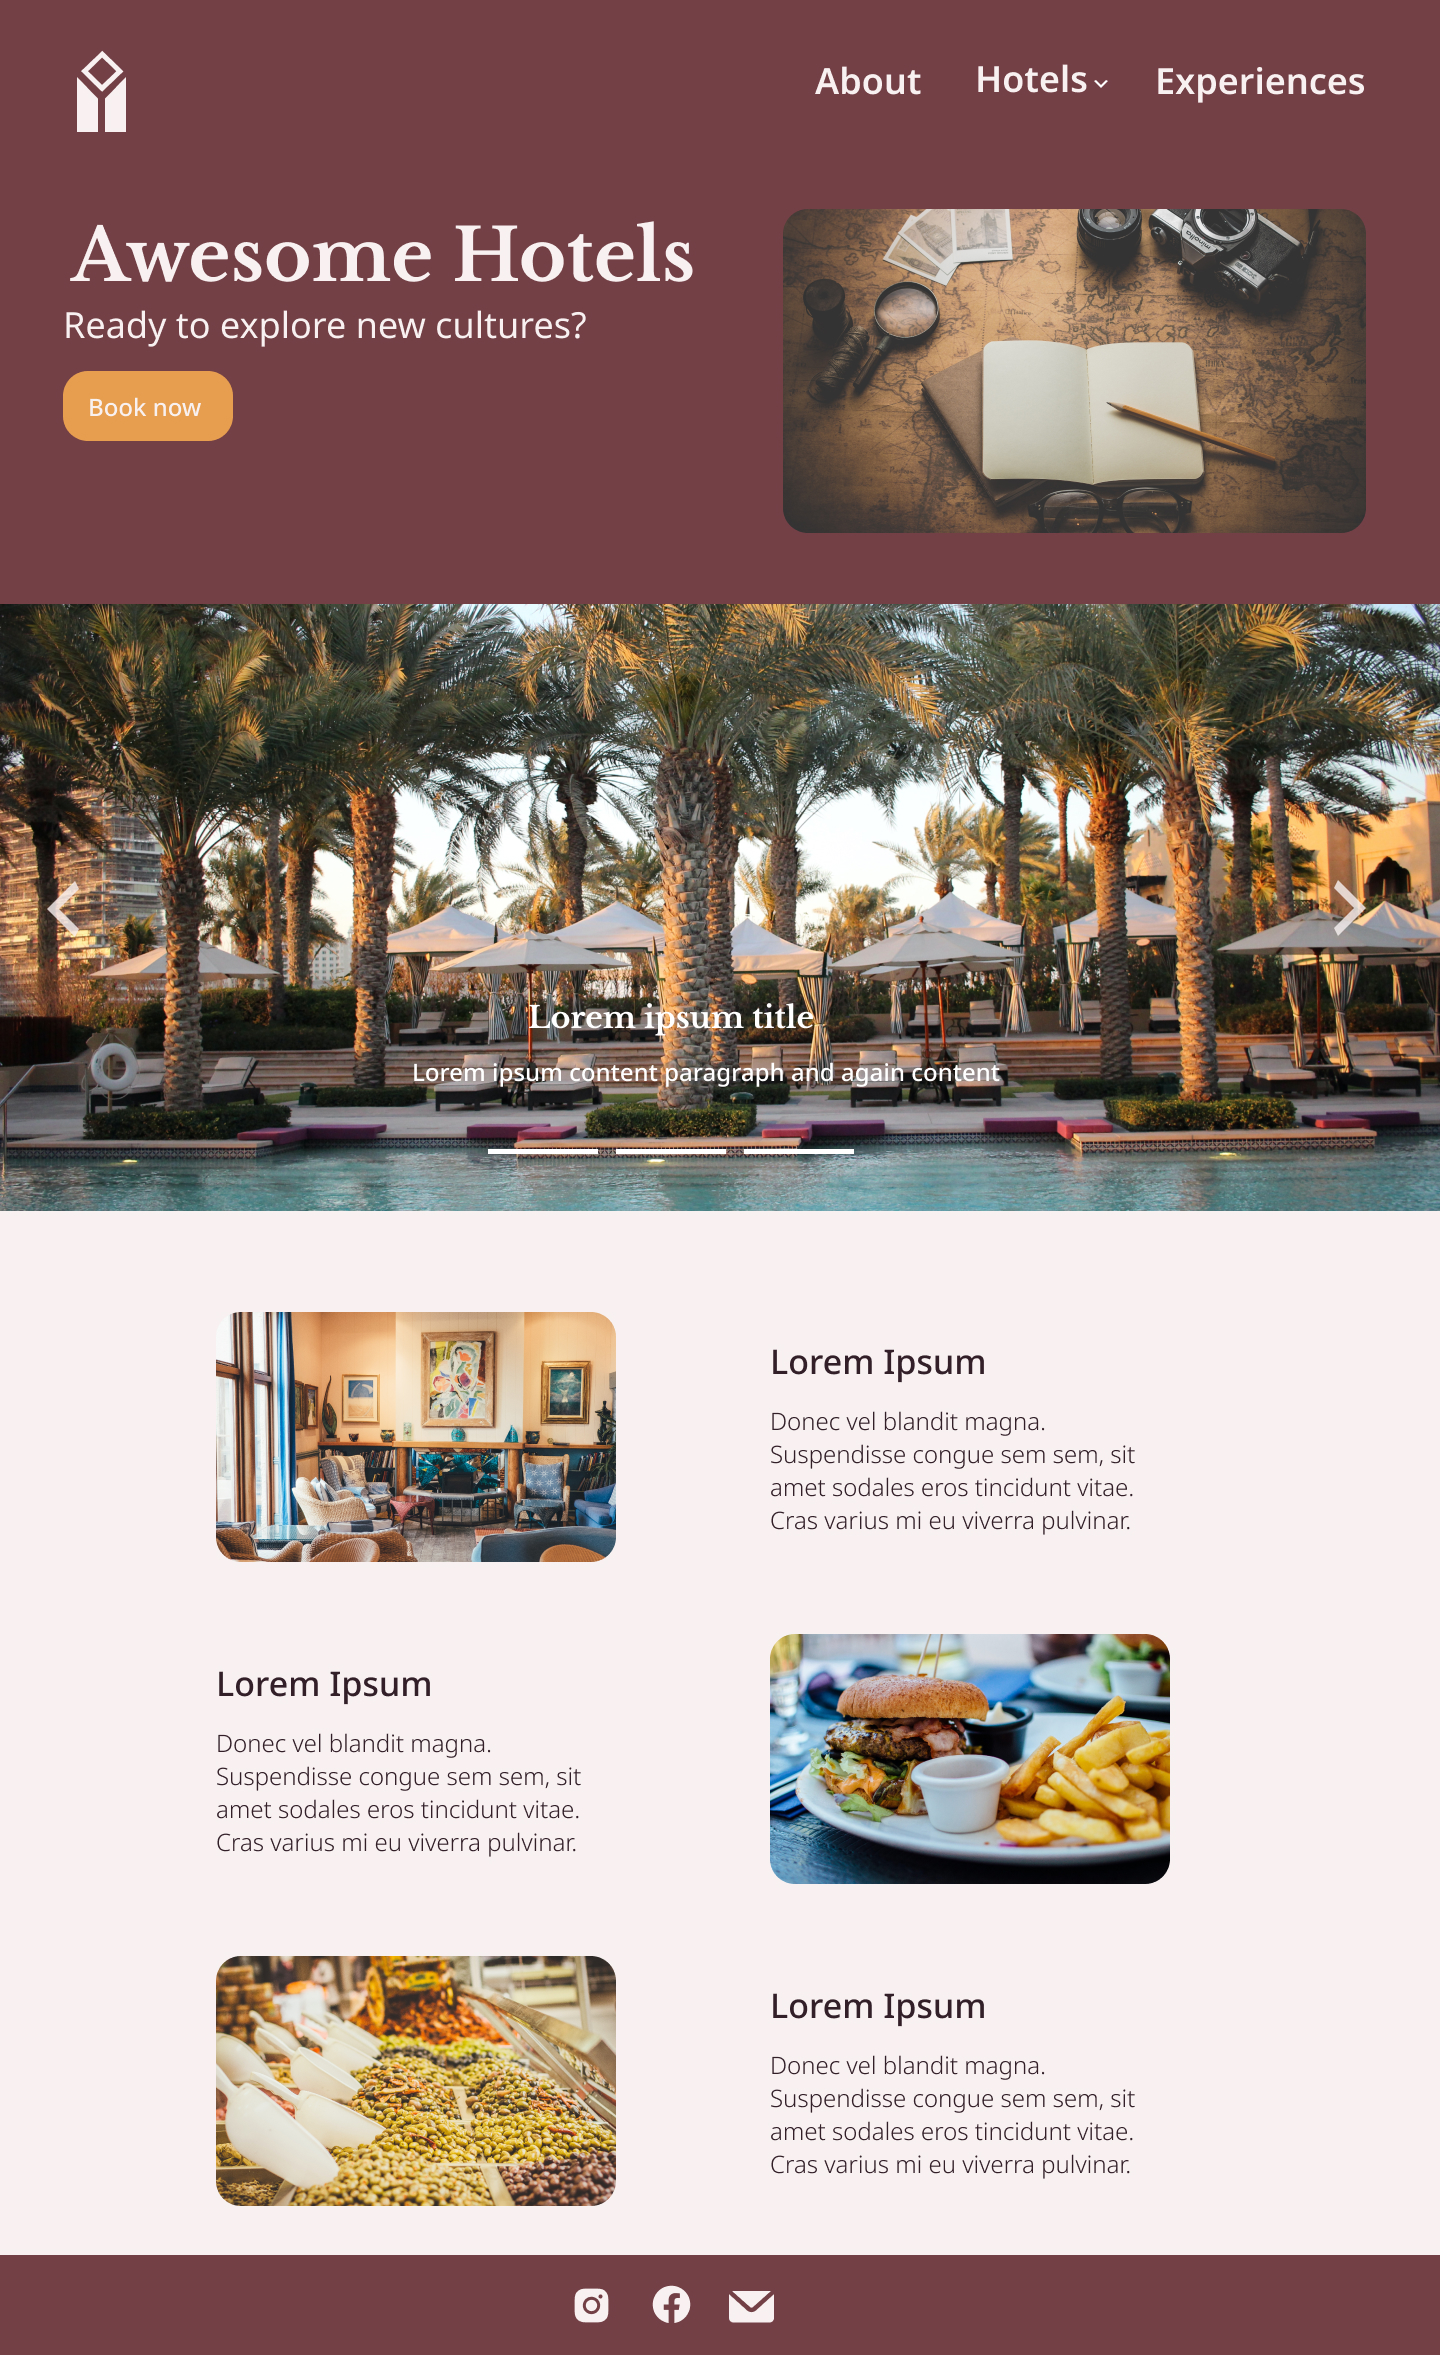 About
Hotels
Experiences
Awesome Hotels
Ready to explore new cultures?
Book now
minolta
Lorem ipsum title
Lorem ipsum content paragraph and again content
Lorem Ipsum
Donec vel blandit magna.
Suspendisse congue sem sem, sit
amet sodales eros tincidunt vitae.
Cras varius mi eu viverra pulvinar.
Lorem Ipsum
Donec vel blandit magna.
Suspendisse congue sem sem, sit
amet sodales eros tincidunt vitae.
Cras varius mi eu viverra pulvinar.
Lorem Ipsum
Donec vel blandit magna.
Suspendisse congue sem sem, sit
amet sodales eros tincidunt vitae.
Cras varius mi eu viverra pulvinar.